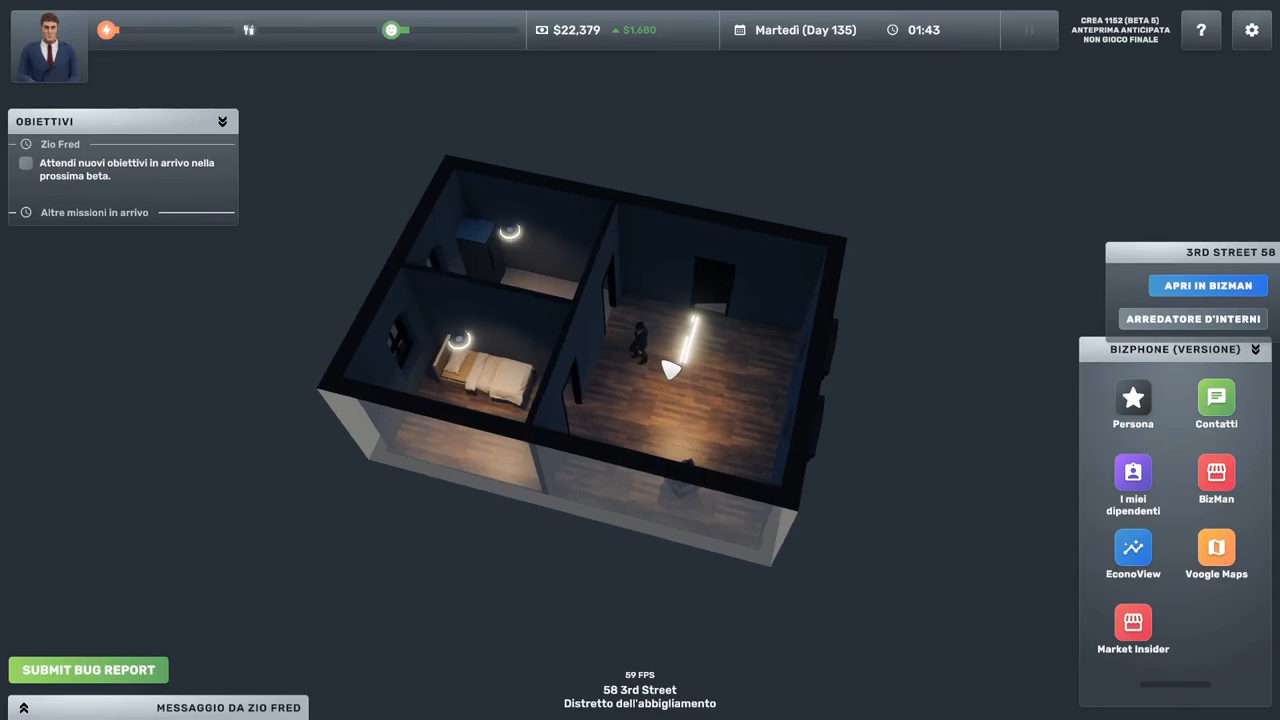 $22,379
$1,680
Martedì (Day 135)
01:43
CREA 1152 (BETA 5)
ANTEPRIMA ANTICIPATA
NON GIOCO FINALE
?
OBIETTIVI
Zio Fred
Attendi nuovi obiettivi in arrivo nella
prossima beta.
Altre missioni in arrivo
3RD STREET 58
APRI IN BIZMAN
ARREDATORE D'INTERNI
BIZPHONE (VERSIONE)
Persona
Contatti
I miei
dipendenti
BizMan
EconoView
Voogle Maps
Market Insider
SUBMIT BUG REPORT
MESSAGGIO DA ZIO FRED
59 FPS
58 3rd Street
Distretto dell'abbigliamento